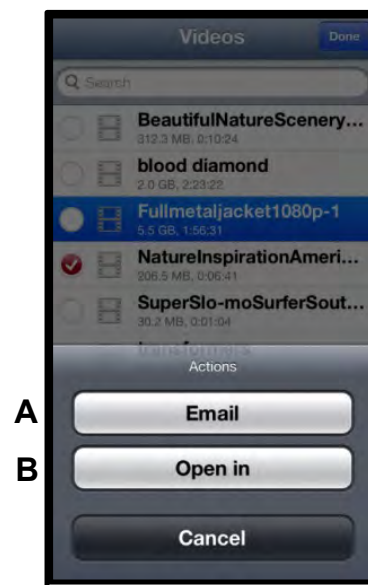 Videos
Done
Search
BeautifulNatureScenery...
312.3 MB, 0:10:24
blood diamond
2.0 GB, 2:23:22
Fullmetaljacket1080p-1
5.5 GB, 1:56:31
NatureInspirationAmeri...
206.5 MB, 0:06:41
SuperSlo-moSurferSout...
30.2 MB, 0:01:04
transformers
Actions
A
Email
B
Open in
Cancel